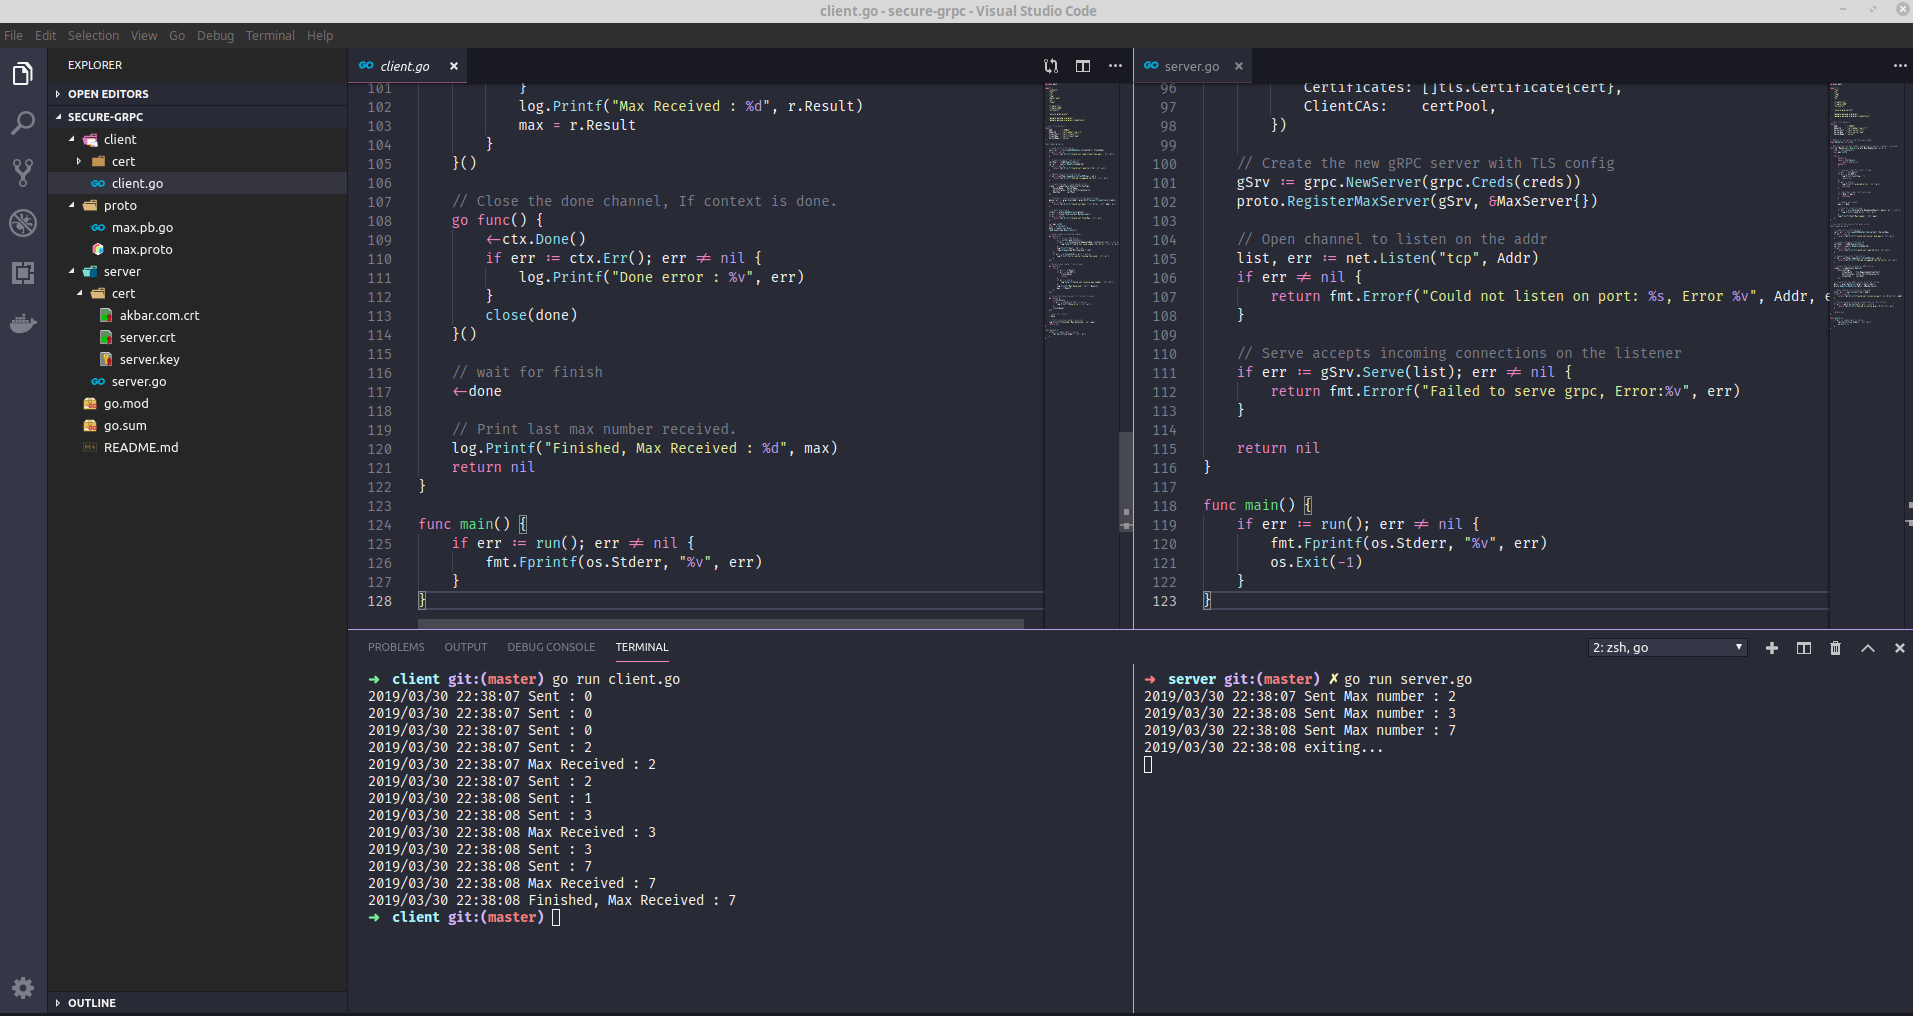 client.go - secure-grpc - Visual Studio Code
File Edit Selection View Go Debug Terminal Help
EXPLORER
OPEN EDITORS
SECURE-GRPC
client
cert
client.go
proto
max.pb.go
max.proto
server
cert
akbar.com.crt
server.crt
server.key
server.go
go.mod
go.sum
README.md
OUTLINE
client.go
101 }
102 log.Printf("Max Received : %d", r.Result)
103 max = r.Result
104 }
105 }()
106
107 // Close the done channel, If context is done.
108 go func() {
109 <-ctx.Done()
110 if err := ctx.Err(); err != nil {
111 log.Printf("Done error : %v", err)
112 }
113 close(done)
114 }()
115
116 // wait for finish
117 <-done
118
119 // Print last max number received.
120 log.Printf("Finished, Max Received : %d", max)
121 return nil
122 }
123
124 func main() {
125 if err := run(); err != nil {
126 fmt.Fprintf(os.Stderr, "%v", err)
127 }
128 }
server.go
96 Certificates: []tls.Certificate{cert},
97 ClientCAs: certPool,
98 })
99
100 // Create the new gRPC server with TLS config
101 gSrv := grpc.NewServer(grpc.Creds(creds))
102 proto.RegisterMaxServer(gSrv, &MaxServer{})
103
104 // Open channel to listen on the addr
105 list, err := net.Listen("tcp", Addr)
106 if err != nil {
107 return fmt.Errorf("Could not listen on port: %s, Error %v", Addr, e
108 }
109
110 // Serve accepts incoming connections on the listener
111 if err := gSrv.Serve(list); err != nil {
112 return fmt.Errorf("Failed to serve grpc, Error:%v", err)
113 }
114
115 return nil
116 }
117
118 func main() {
119 if err := run(); err != nil {
120 fmt.Fprintf(os.Stderr, "%v", err)
121 os.Exit(-1)
122 }
123 }
PROBLEMS OUTPUT DEBUG CONSOLE TERMINAL
2: zsh, go
➜ client git:(master) go run client.go
2019/03/30 22:38:07 Sent : 0
2019/03/30 22:38:07 Sent : 0
2019/03/30 22:38:07 Sent : 0
2019/03/30 22:38:07 Sent : 2
2019/03/30 22:38:07 Max Received : 2
2019/03/30 22:38:07 Sent : 2
2019/03/30 22:38:08 Sent : 1
2019/03/30 22:38:08 Sent : 3
2019/03/30 22:38:08 Max Received : 3
2019/03/30 22:38:08 Sent : 3
2019/03/30 22:38:08 Sent : 7
2019/03/30 22:38:08 Max Received : 7
2019/03/30 22:38:08 Finished, Max Received : 7
➜ client git:(master)
➜ server git:(master) ✗ go run server.go
2019/03/30 22:38:07 Sent Max number : 2
2019/03/30 22:38:08 Sent Max number : 3
2019/03/30 22:38:08 Sent Max number : 7
2019/03/30 22:38:08 exiting...